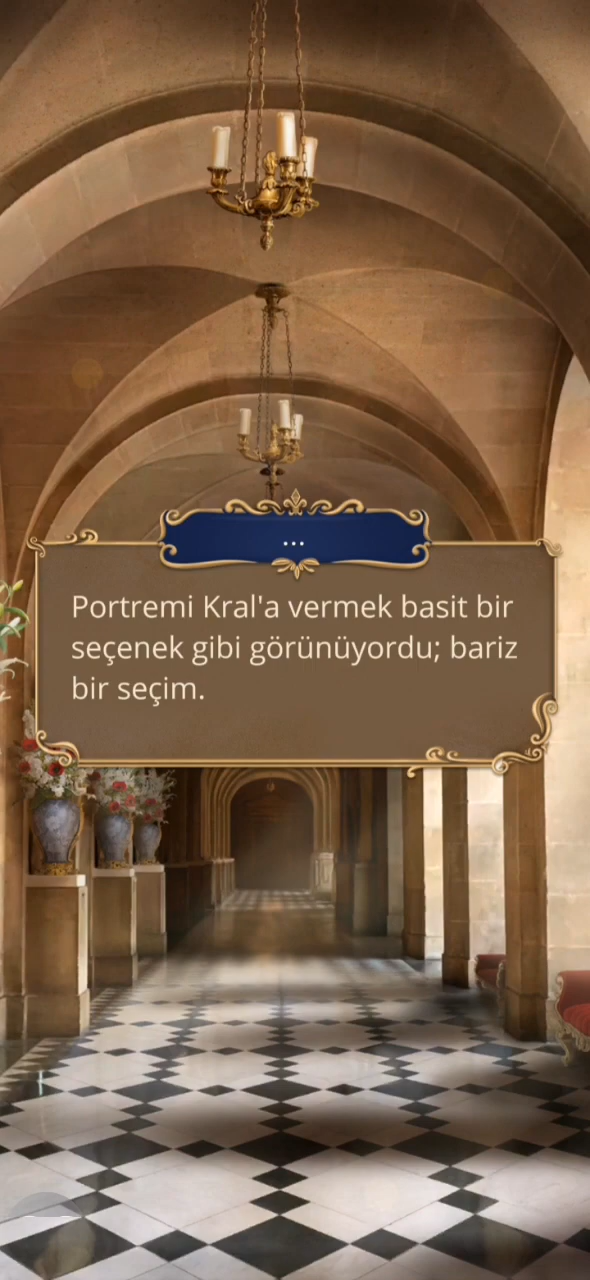 ...
Portremi Kral'a vermek basit bir
seçenek gibi görünüyordu; bariz
bir seçim.